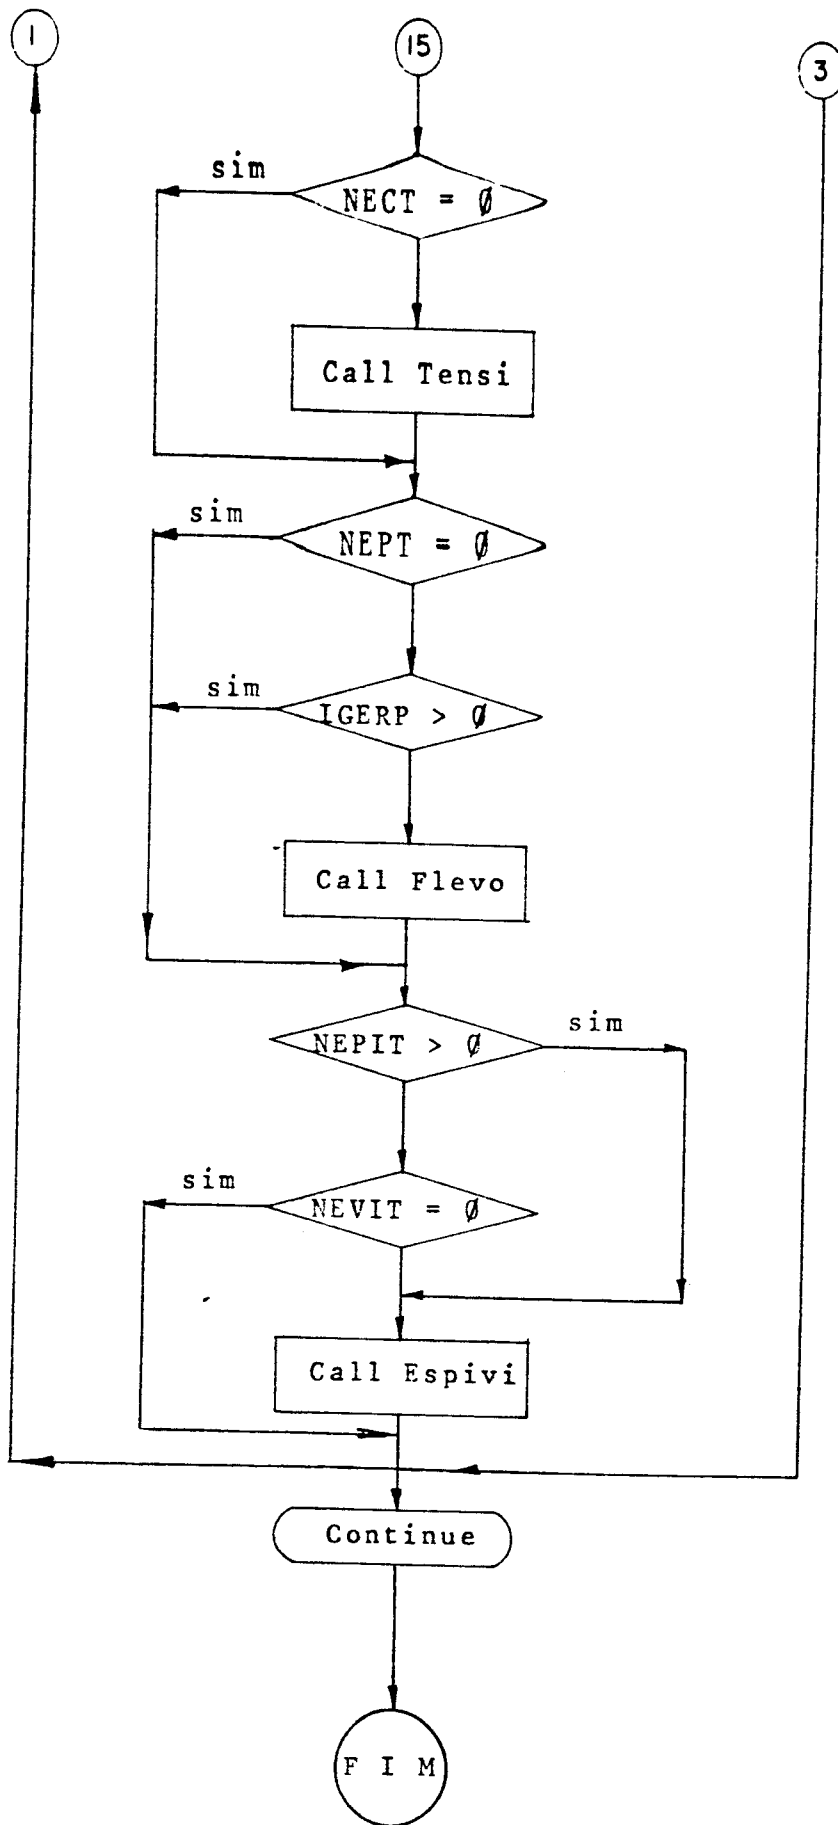 1
15
3
sim
NECT = Ø
Call Tensi
sim
NEPT = Ø
sim
IGERP > Ø
Call Flevo
NEPIT > Ø
sim
sim
NEVIT = Ø
Call Espivi
Continue
F I M